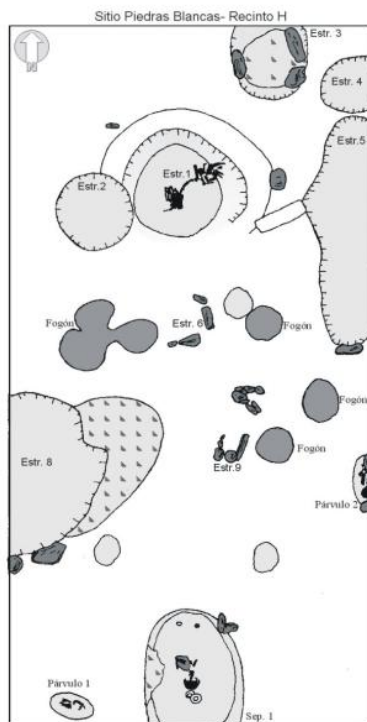 Sitio Piedras Blancas- Recinto H
N
Estr. 3
Estr. 4
Estr.5
Estr.1
Estr.2
Fogón
Estr. 6
Fogón
Fogón
Fogón
Estr.9
Estr. 8
Párvulo 2
Párvulo 1
Sep. 1